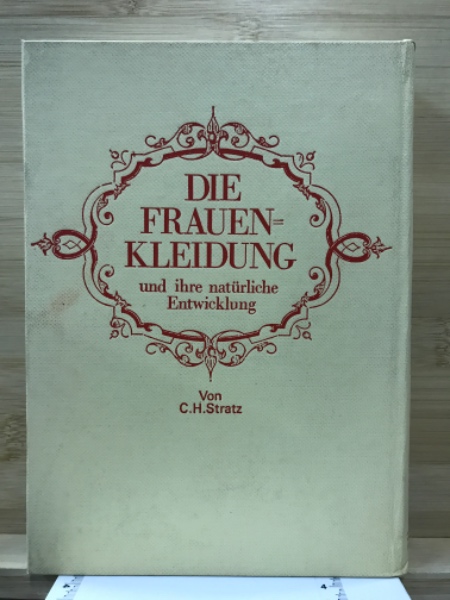 DIE
FRAUEN=
KLEIDUNG
und ihre natürliche
Entwicklung
Von
C.H.Stratz